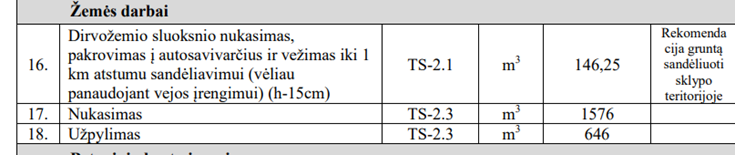 Žemės darbai
16. Dirvožemio sluoksnio nukasimas, pakrovimas į autosavivarčius ir vežimas iki 1 km atstumu sandėliavimui (vėliau panaudojant vejos įrengimui) (h-15cm) TS-2.1 m³ 146,25 Rekomenda cija gruntą sandėliuoti sklypo teritorijoje
17. Nukasimas TS-2.3 m³ 1576
18. Užpylimas TS-2.3 m³ 646